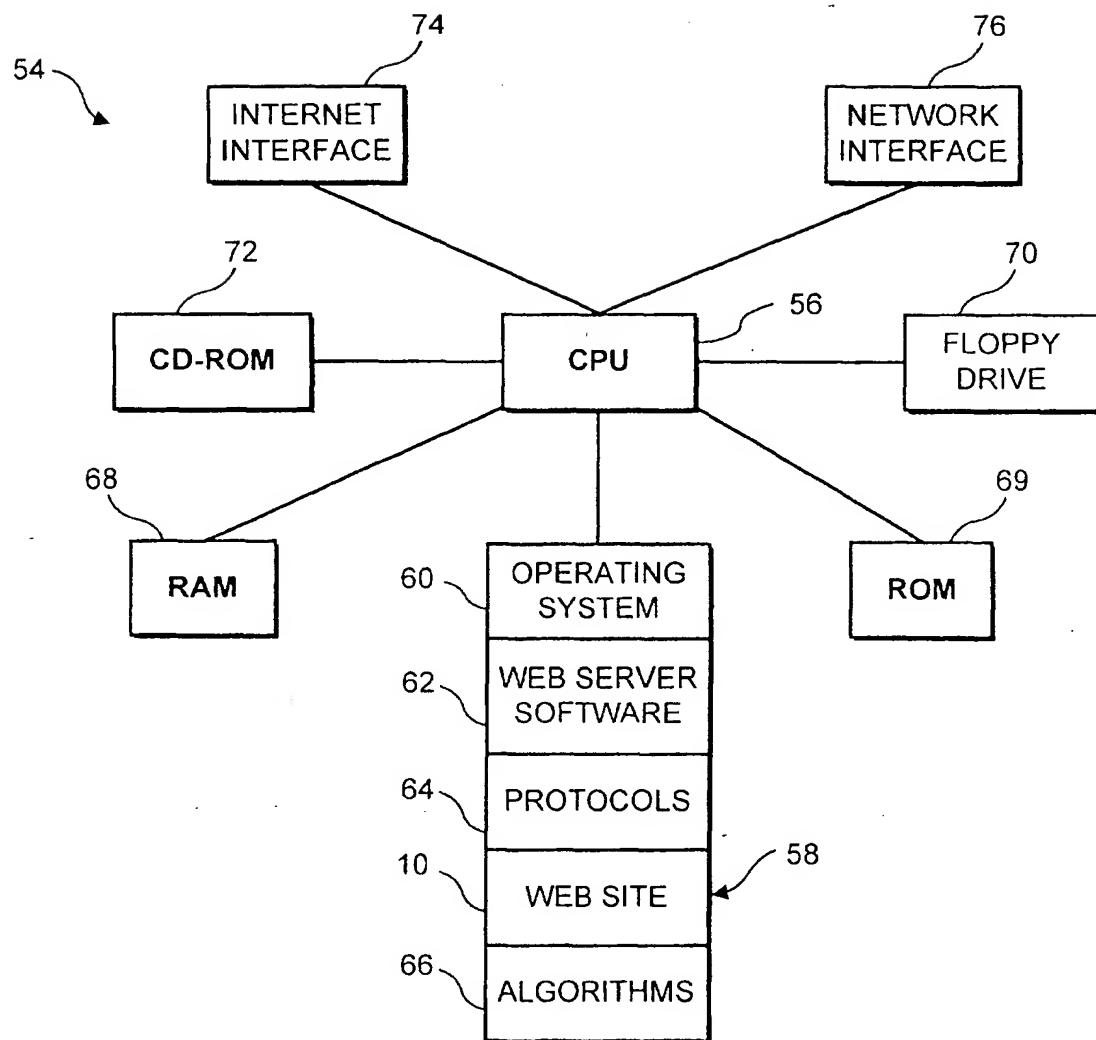 74
76
54
INTERNET
INTERFACE
NETWORK
INTERFACE
72
56
70
CD-ROM
CPU
FLOPPY
DRIVE
68
69
RAM
ROM
60
OPERATING
SYSTEM
62
WEB SERVER
SOFTWARE
64
PROTOCOLS
10
WEB SITE
58
66
ALGORITHMS